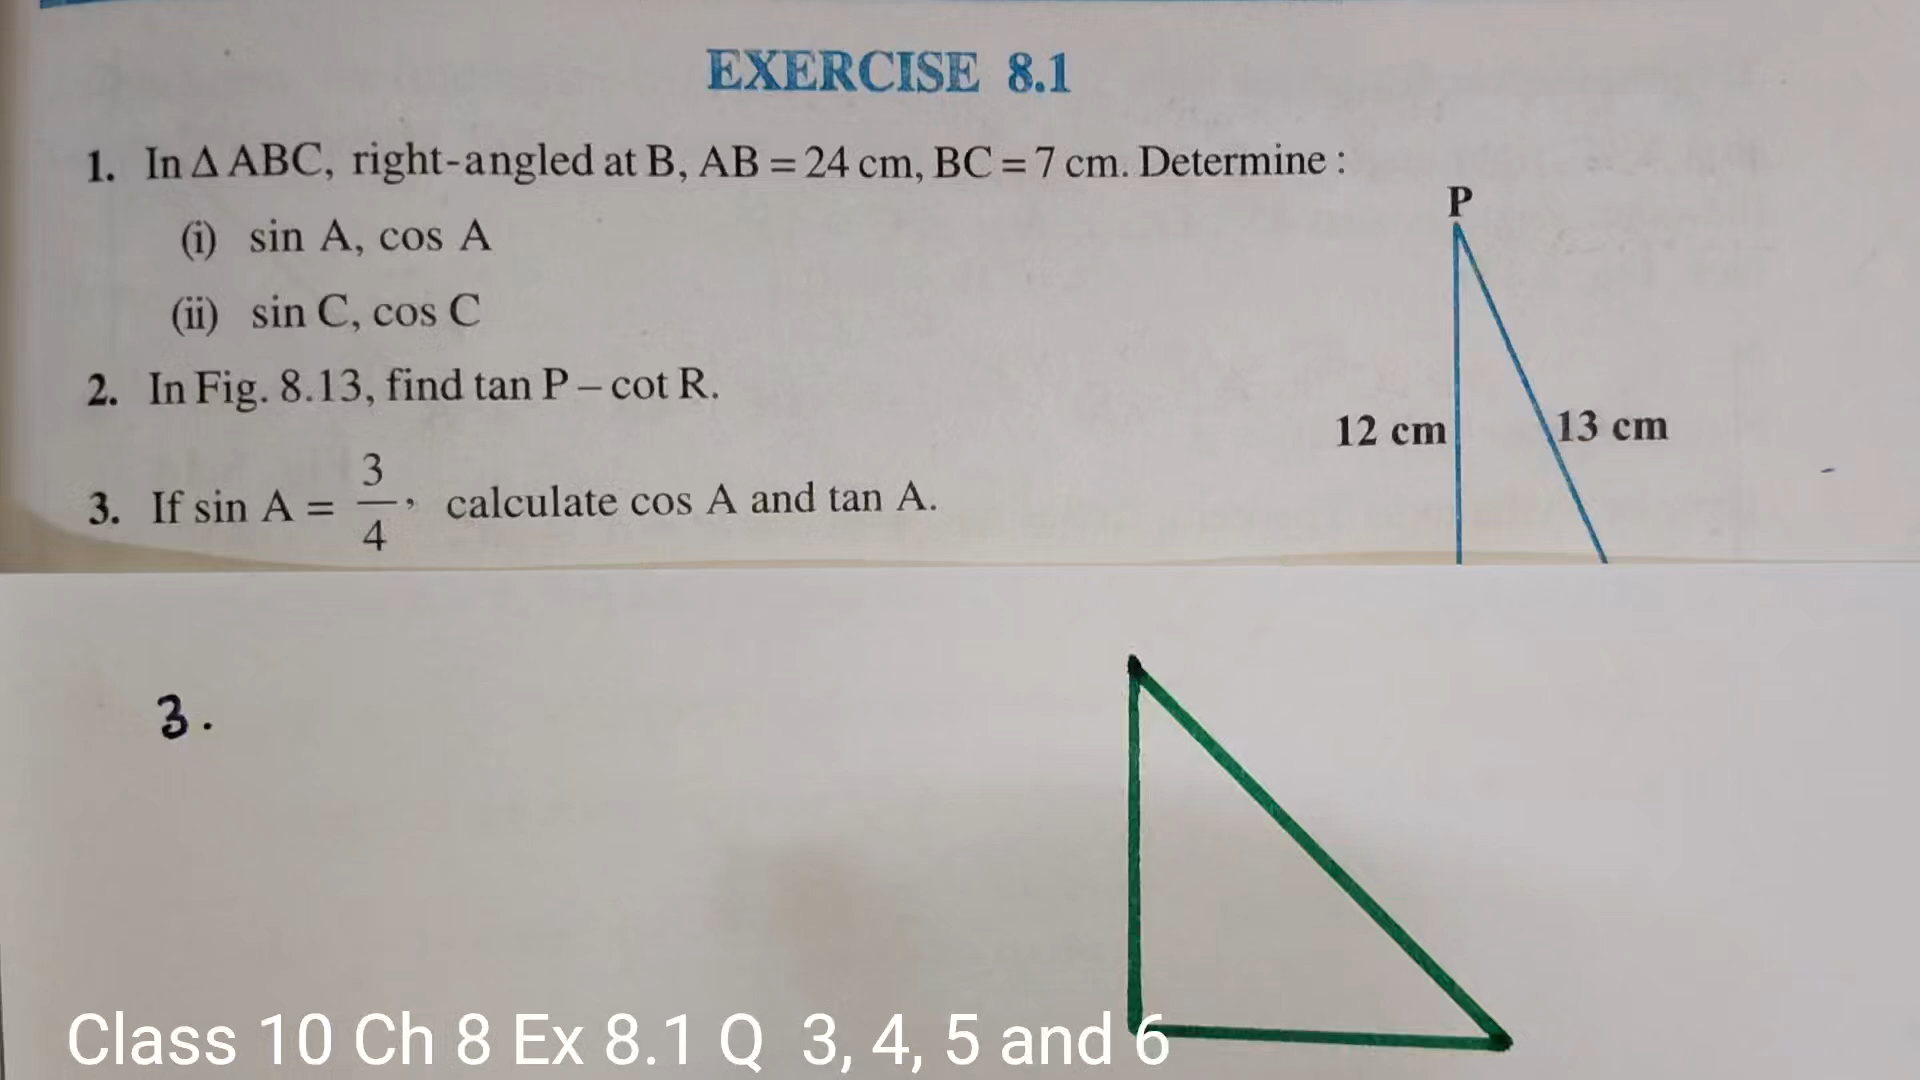 EXERCISE 8.1
1. In Δ ABC, right-angled at B, AB = 24 cm, BC = 7 cm. Determine :
(i) sin A, cos A
(ii) sin C, cos C
2. In Fig. 8.13, find tan P – cot R.
3. If sin A = 3/4, calculate cos A and tan A.
P
12 cm
13 cm
3.
Class 10 Ch 8 Ex 8.1 Q 3, 4, 5 and 6